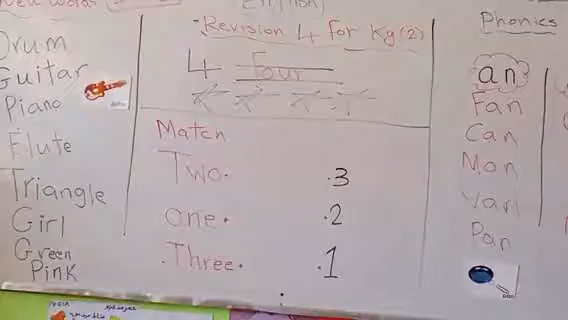 New words
Drum
Guitar
Piano
Flute
Triangle
Girl
Green
Pink
English
Revision 4 for Kg(2)
4 Four
Match
Two. .3
one. .2
.Three. .1
Phonics
an
Fan
Can
Man
Van
Pan